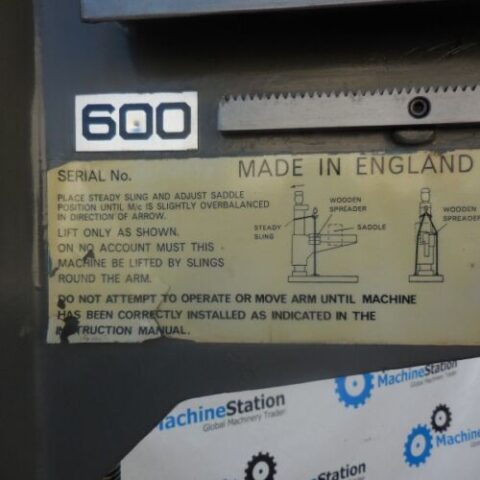 600
SERIAL No.
MADE IN ENGLAND
PLACE STEADY SLING AND ADJUST SADDLE
POSITION UNTIL M/c IS SLIGHTLY OVERBALANCED
IN DIRECTION OF ARROW.
LIFT ONLY AS SHOWN.
ON NO ACCOUNT MUST THIS
MACHINE BE LIFTED BY SLINGS
ROUND THE ARM.
WOODEN
SPREADER
STEADY
SLING
SADDLE
WOODEN
SPREADER
DO NOT ATTEMPT TO OPERATE OR MOVE ARM UNTIL MACHINE
HAS BEEN CORRECTLY INSTALLED AS INDICATED IN THE
INSTRUCTION MANUAL.
MachineStation
Global Machinery Trader
MachineStation
Global Machinery Trader
Machine
MachineStation